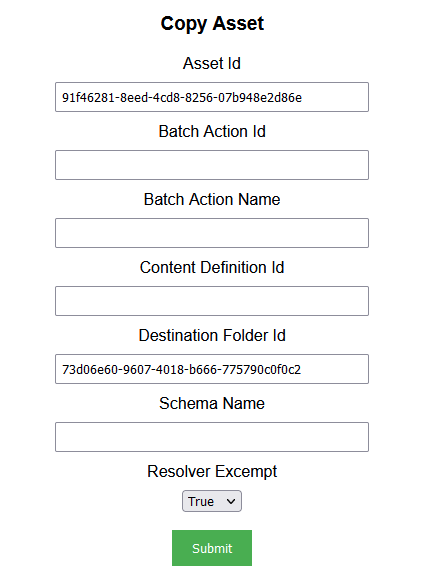 Copy Asset
Asset Id
91f46281-8eed-4cd8-8256-07b948e2d86e
Batch Action Id
Batch Action Name
Content Definition Id
Destination Folder Id
73d06e60-9607-4018-b666-775790c0f0c2
Schema Name
Resolver Excempt
True
Submit